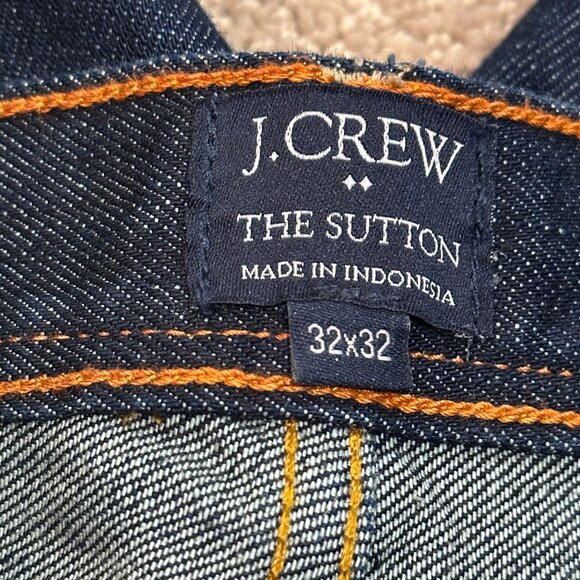 J.CREW
THE SUTTON
MADE IN INDONESIA
32x32